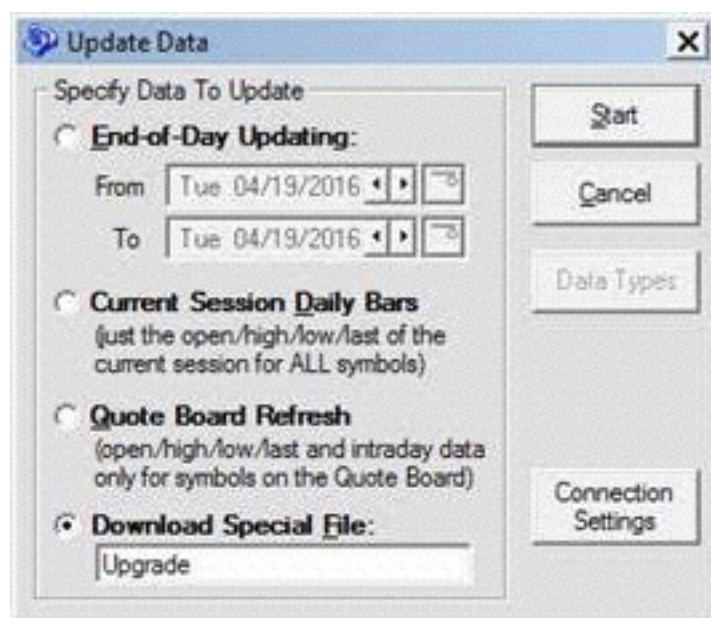 Update Data
Specify Data To Update
Start
End-of-Day Updating:
From Tue 04/19/2016
Cancel
To Tue 04/19/2016
Data Types
Current Session Daily Bars
(just the open/high/low/last of the
current session for ALL symbols)
Quote Board Refresh
(open/high/low/last and intraday data
only for symbols on the Quote Board)
Connection
Settings
Download Special File:
Upgrade